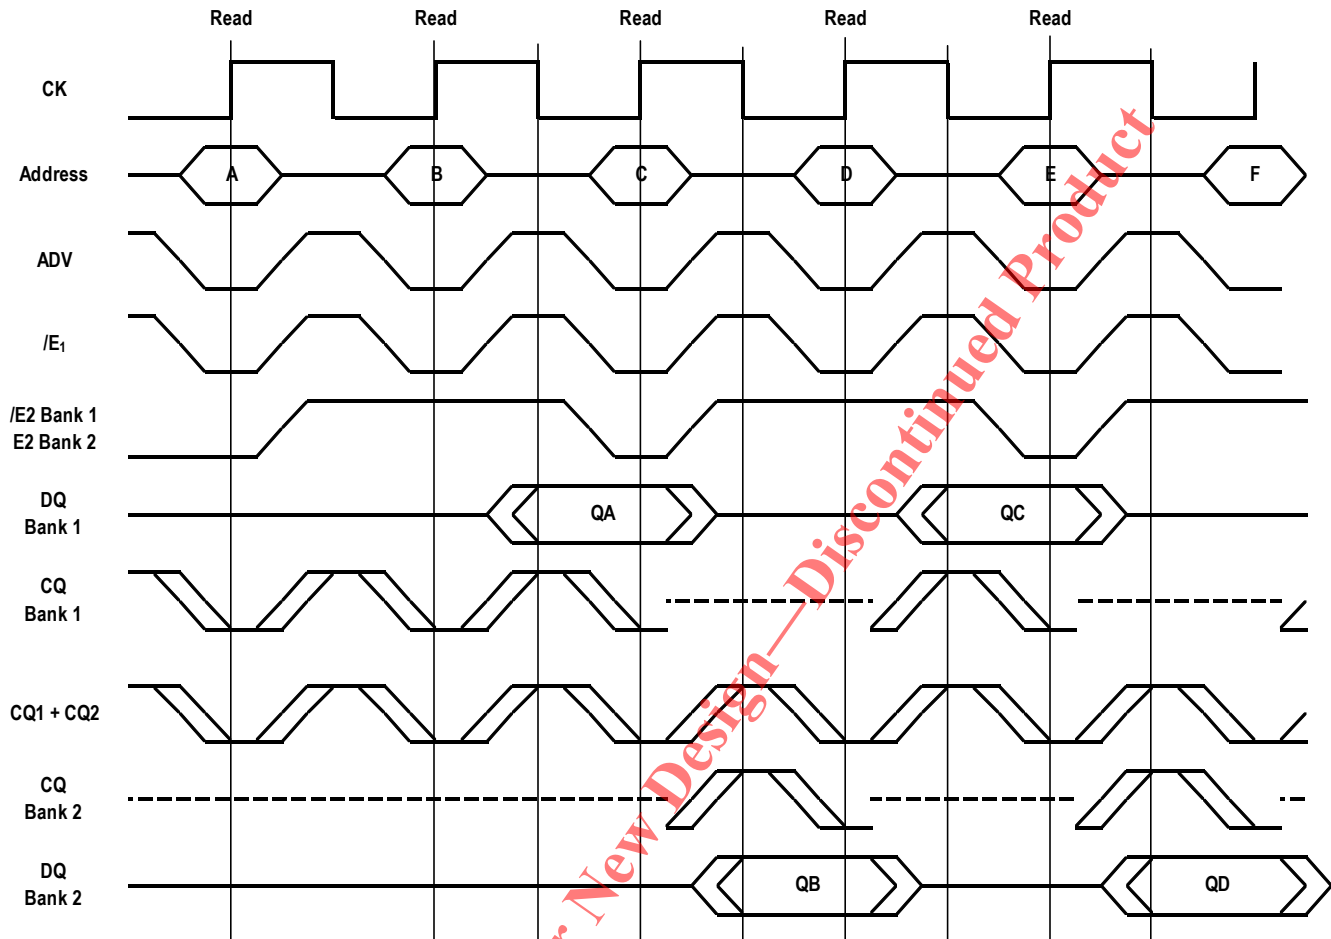 Read Read Read Read Read
CK
Address A B C D E F
ADV
/E1
/E2 Bank 1
E2 Bank 2
DQ
Bank 1
QA QC
CQ
Bank 1
CQ1 + CQ2
CQ
Bank 2
DQ
Bank 2
QB QD
New Design—Discontinued Product